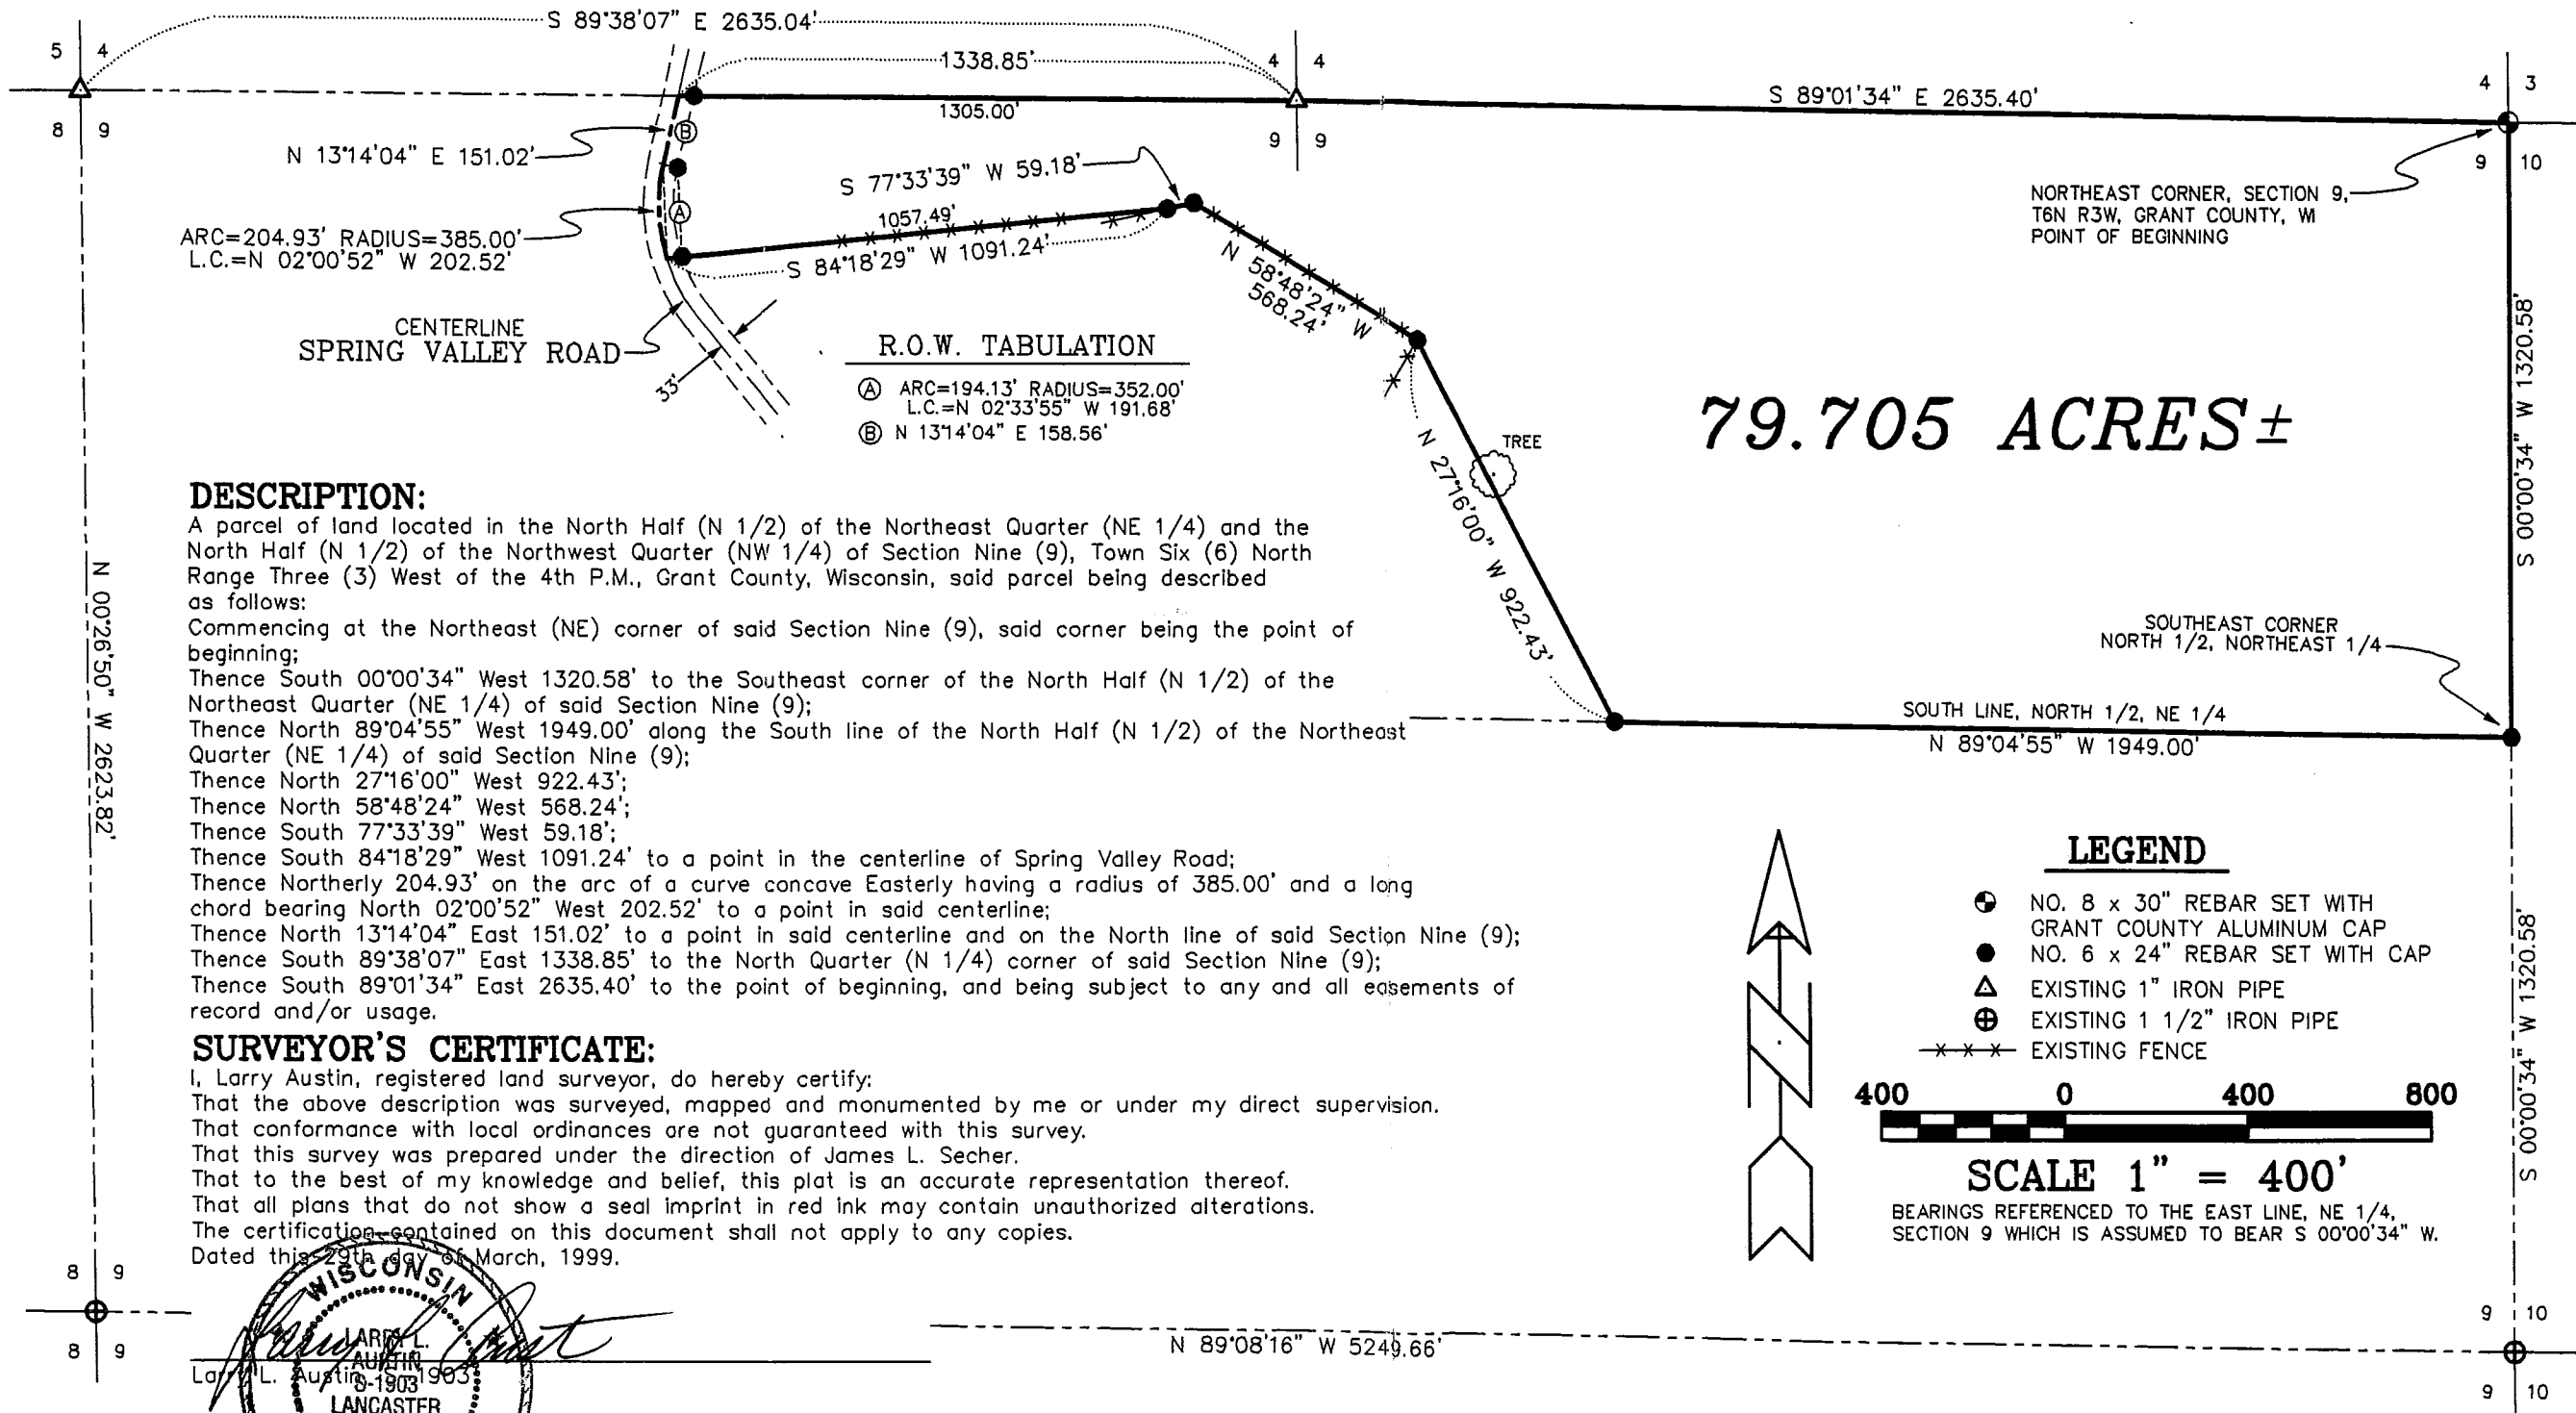 S 89°38'07" E 2635.04'
5 4
8 9
1338.85'
4 4
9 9
1305.00'
S 89°01'34" E 2635.40'
4 3
9 10
N 13°14'04" E 151.02'
B
A
S 77°33'39" W 59.18'
1057.49'
S 84°18'29" W 1091.24'
ARC=204.93' RADIUS=385.00'
L.C.=N 02°00'52" W 202.52'
CENTERLINE
SPRING VALLEY ROAD
33'
N 58°48'24" W
568.24'
NORTHEAST CORNER, SECTION 9,
T6N R3W, GRANT COUNTY, WI
POINT OF BEGINNING
S 00°00'34" W 1320.58'
R.O.W. TABULATION
A ARC=194.13' RADIUS=352.00'
L.C.=N 02°33'55" W 191.68'
B N 13°14'04" E 158.56'
TREE
N 27°16'00" W 922.43'
79.705 ACRES±
SOUTHEAST CORNER
NORTH 1/2, NORTHEAST 1/4
SOUTH LINE, NORTH 1/2, NE 1/4
N 89°04'55" W 1949.00'
N 00°26'50" W 2623.82'
DESCRIPTION:
A parcel of land located in the North Half (N 1/2) of the Northeast Quarter (NE 1/4) and the
North Half (N 1/2) of the Northwest Quarter (NW 1/4) of Section Nine (9), Town Six (6) North
Range Three (3) West of the 4th P.M., Grant County, Wisconsin, said parcel being described
as follows:
Commencing at the Northeast (NE) corner of said Section Nine (9), said corner being the point of
beginning;
Thence South 00°00'34" West 1320.58' to the Southeast corner of the North Half (N 1/2) of the
Northeast Quarter (NE 1/4) of said Section Nine (9);
Thence North 89°04'55" West 1949.00' along the South line of the North Half (N 1/2) of the Northeast
Quarter (NE 1/4) of said Section Nine (9);
Thence North 27°16'00" West 922.43';
Thence North 58°48'24" West 568.24';
Thence South 77°33'39" West 59.18';
Thence South 84°18'29" West 1091.24' to a point in the centerline of Spring Valley Road;
Thence Northerly 204.93' on the arc of a curve concave Easterly having a radius of 385.00' and a long
chord bearing North 02°00'52" West 202.52' to a point in said centerline;
Thence North 13°14'04" East 151.02' to a point in said centerline and on the North line of said Section Nine (9);
Thence South 89°38'07" East 1338.85' to the North Quarter (N 1/4) corner of said Section Nine (9);
Thence South 89°01'34" East 2635.40' to the point of beginning, and being subject to any and all easements of
record and/or usage.
SURVEYOR'S CERTIFICATE:
I, Larry Austin, registered land surveyor, do hereby certify:
That the above description was surveyed, mapped and monumented by me or under my direct supervision.
That conformance with local ordinances are not guaranteed with this survey.
That this survey was prepared under the direction of James L. Secher.
That to the best of my knowledge and belief, this plat is an accurate representation thereof.
That all plans that do not show a seal imprint in red ink may contain unauthorized alterations.
The certification contained on this document shall not apply to any copies.
Dated this 29th day of March, 1999.
WISCONSIN
LARRY L.
AUSTIN
S-1903
LANCASTER
Larry L. Austin S-1903
LEGEND
NO. 8 x 30" REBAR SET WITH
GRANT COUNTY ALUMINUM CAP
NO. 6 x 24" REBAR SET WITH CAP
EXISTING 1" IRON PIPE
EXISTING 1 1/2" IRON PIPE
EXISTING FENCE
400 0 400 800
SCALE 1" = 400'
BEARINGS REFERENCED TO THE EAST LINE, NE 1/4,
SECTION 9 WHICH IS ASSUMED TO BEAR S 00°00'34" W.
S 00°00'34" W 1320.58'
8 9
8 9
N 89°08'16" W 5249.66'
9 10
9 10